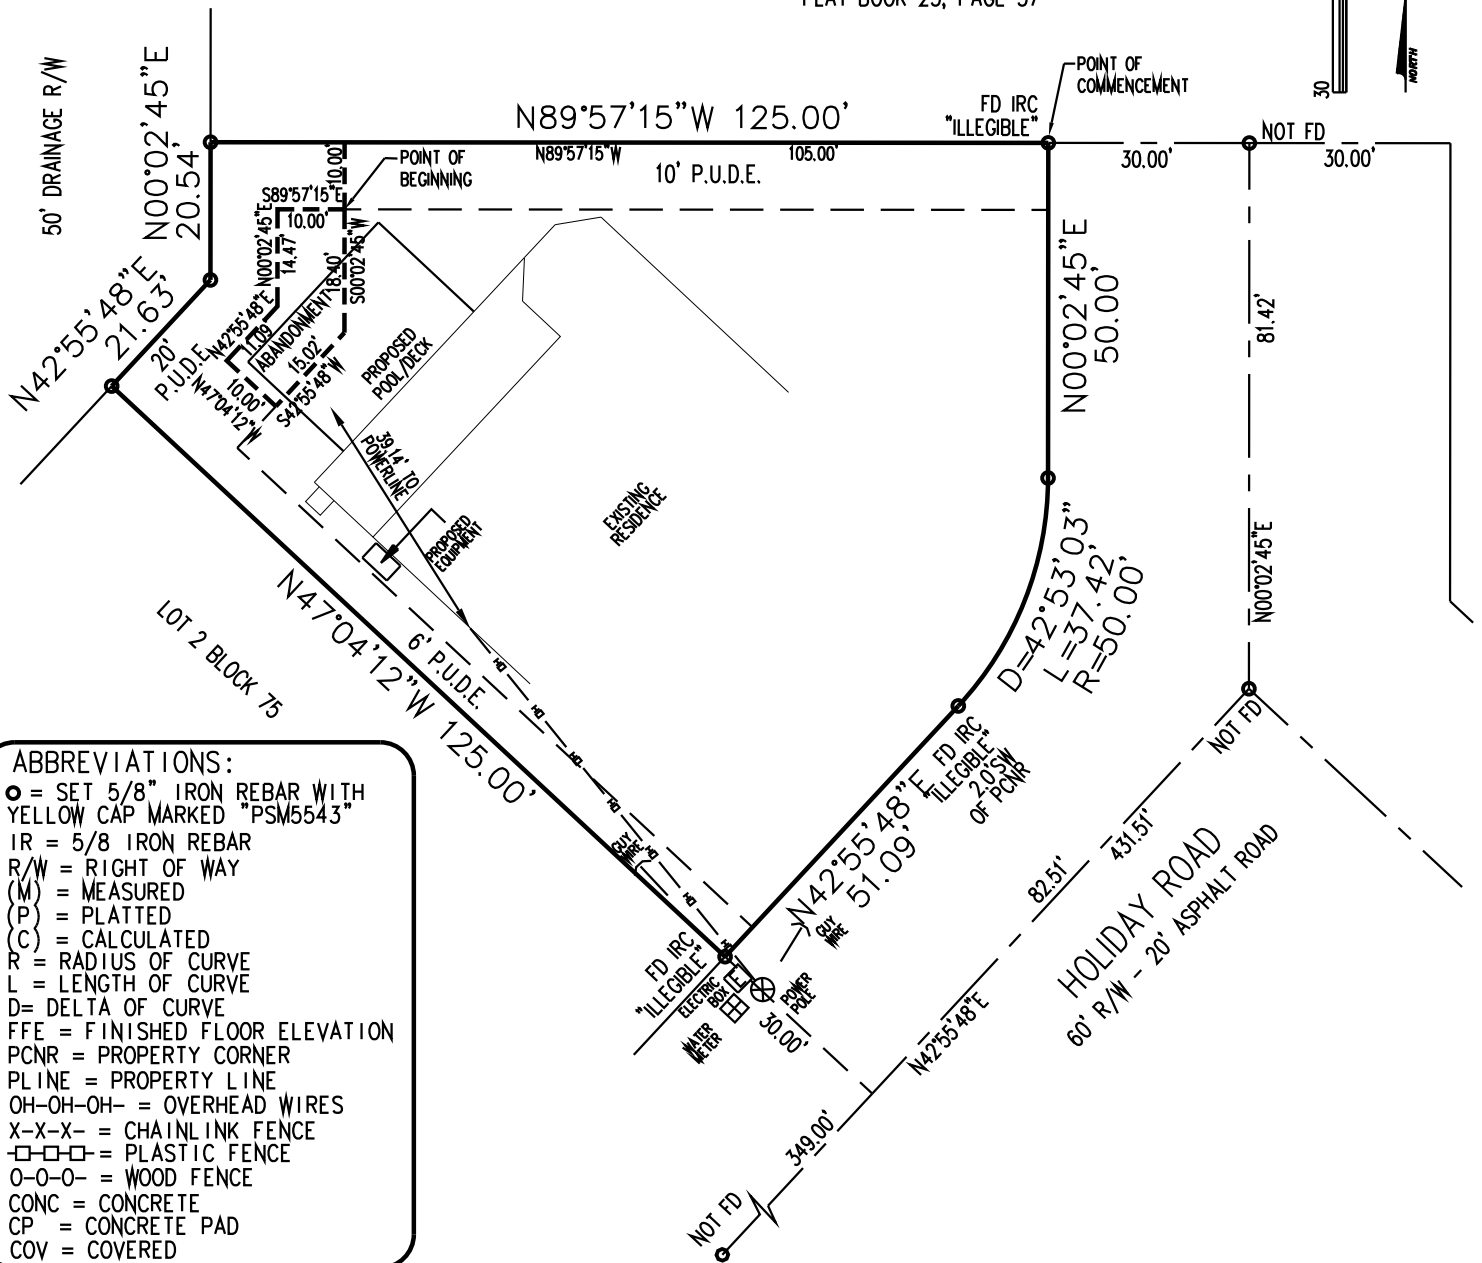 PLAT BOOK 25, PAGE 57
30
NORTH
50' DRAINAGE R/W
N00°02'45"E
20.54'
N89°57'15"W 125.00'
N89°57'15"W
105.00'
10' P.U.D.E.
FD IRC
"ILLEGIBLE"
POINT OF
COMMENCEMENT
NOT FD
30.00'
30.00'
10.00'
POINT OF
BEGINNING
S89°57'15"E
10.00'
N00°02'45"E
14.47'
18.40'
S00°02'45"W
N42°55'48"E
21.63'
20'
P.U.D.E.
N42°55'48"E
11.09
ABANDONMENT
15.02'
S42°55'48"W
10.00'
N47°04'12"W
PROPOSED
POOL/DECK
39.14' TO
POWERLINE
PROPOSED
EQUIPMENT
EXISTING
RESIDENCE
N00°02'45"E
50.00'
81.42'
N00°02'45"E
D=42°53'03"
L=37.42'
R=50.00'
LOT 2 BLOCK 75
N47°04'12"W 125.00'
6' P.U.D.E.
OH
OH
OH
OH
OH
OH
OH
GUY
WIRE
FD IRC
"ILLEGIBLE"
2.0'SW
OF PCNR
N42°55'48"E
51.09'
GUY
WIRE
NOT FD
FD IRC
"ILLEGIBLE"
ELECTRIC
BOX
E
POWER
POLE
WATER
METER
30.00'
82.51'
431.51'
HOLIDAY ROAD
60' R/W - 20' ASPHALT ROAD
N42°55'48"E
349.00'
NOT FD
ABBREVIATIONS:
= SET 5/8" IRON REBAR WITH
YELLOW CAP MARKED "PSM5543"
IR = 5/8 IRON REBAR
R/W = RIGHT OF WAY
(M) = MEASURED
(P) = PLATTED
(C) = CALCULATED
R = RADIUS OF CURVE
L = LENGTH OF CURVE
D= DELTA OF CURVE
FFE = FINISHED FLOOR ELEVATION
PCNR = PROPERTY CORNER
PLINE = PROPERTY LINE
OH-OH-OH- = OVERHEAD WIRES
X-X-X- = CHAINLINK FENCE
-□-□-□- = PLASTIC FENCE
O-O-O- = WOOD FENCE
CONC = CONCRETE
CP = CONCRETE PAD
COV = COVERED